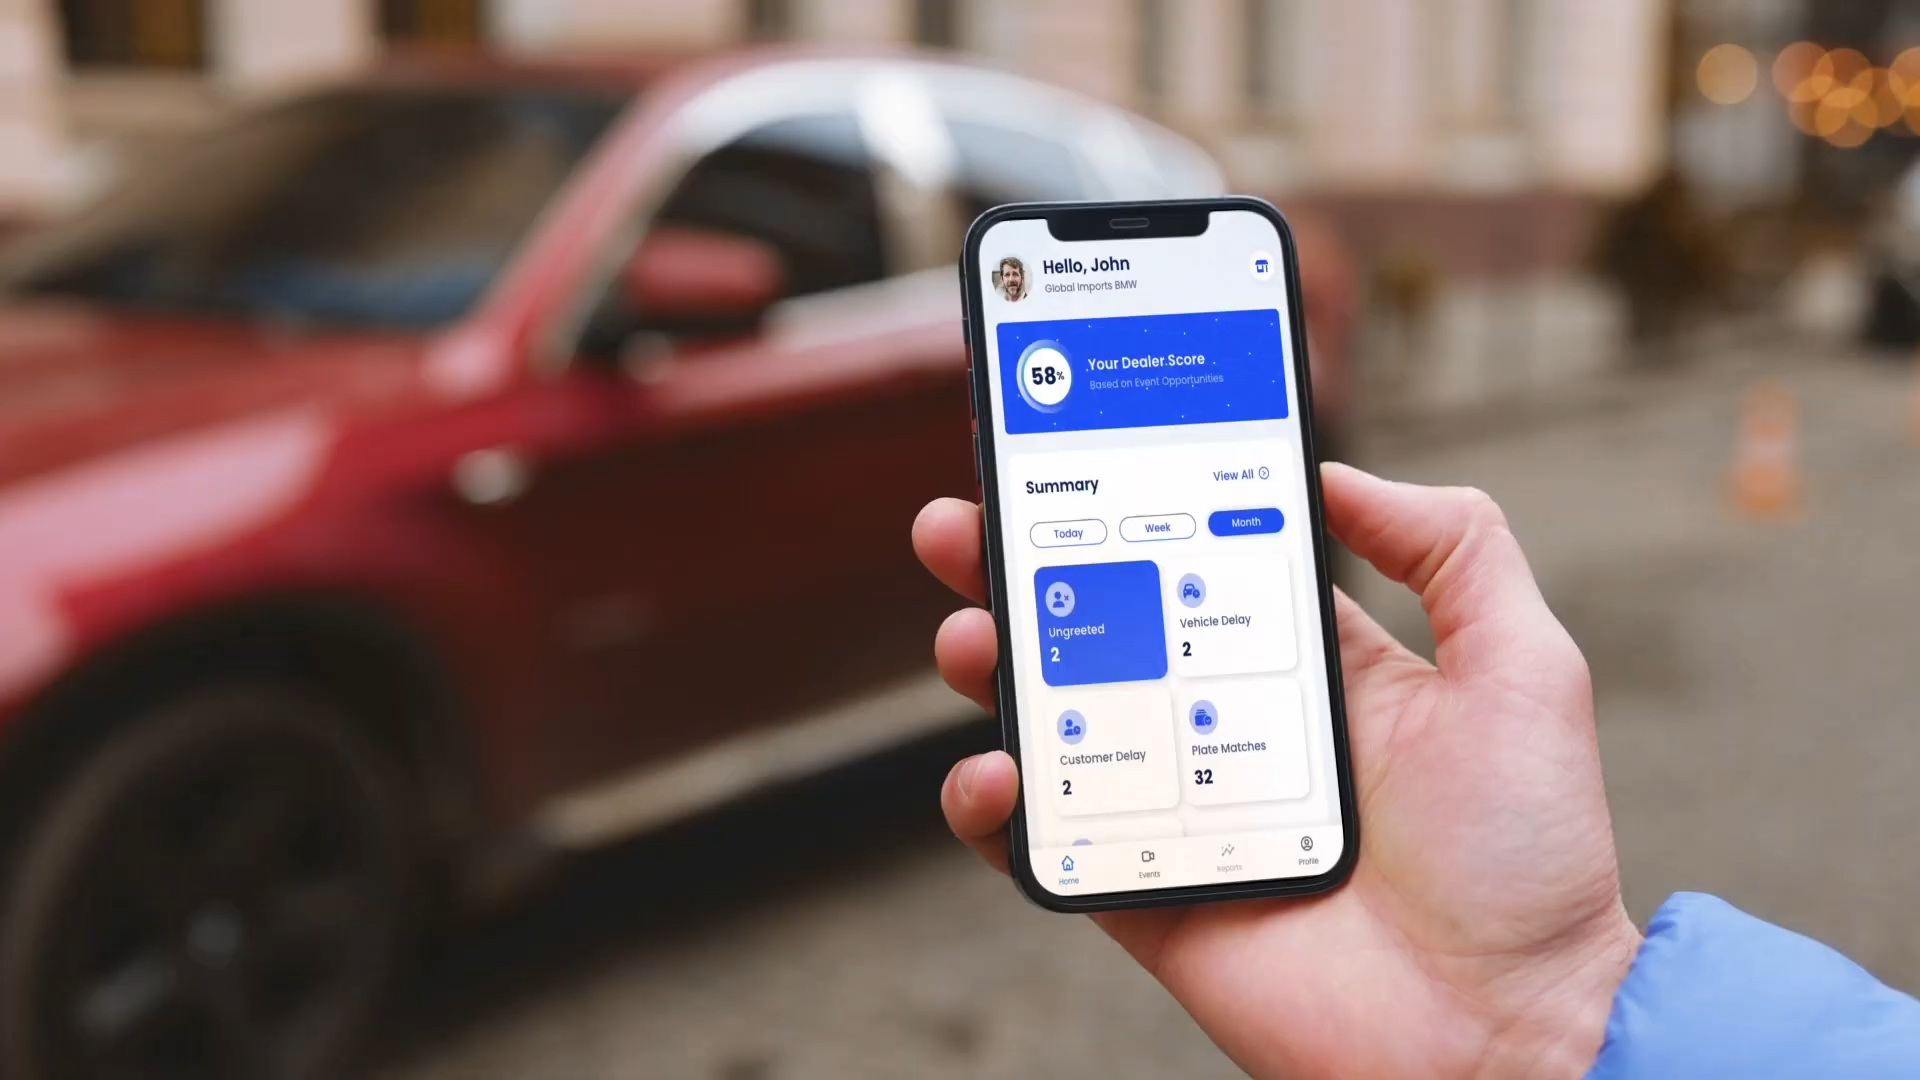 Hello, John
Global Imports BMW
58%
Your Dealer Score
Based on Event Opportunities
Summary
View All
Today
Week
Month
Ungreeted
2
Vehicle Delay
2
Customer Delay
2
Plate Matches
32
Home
Events
Reports
Profile